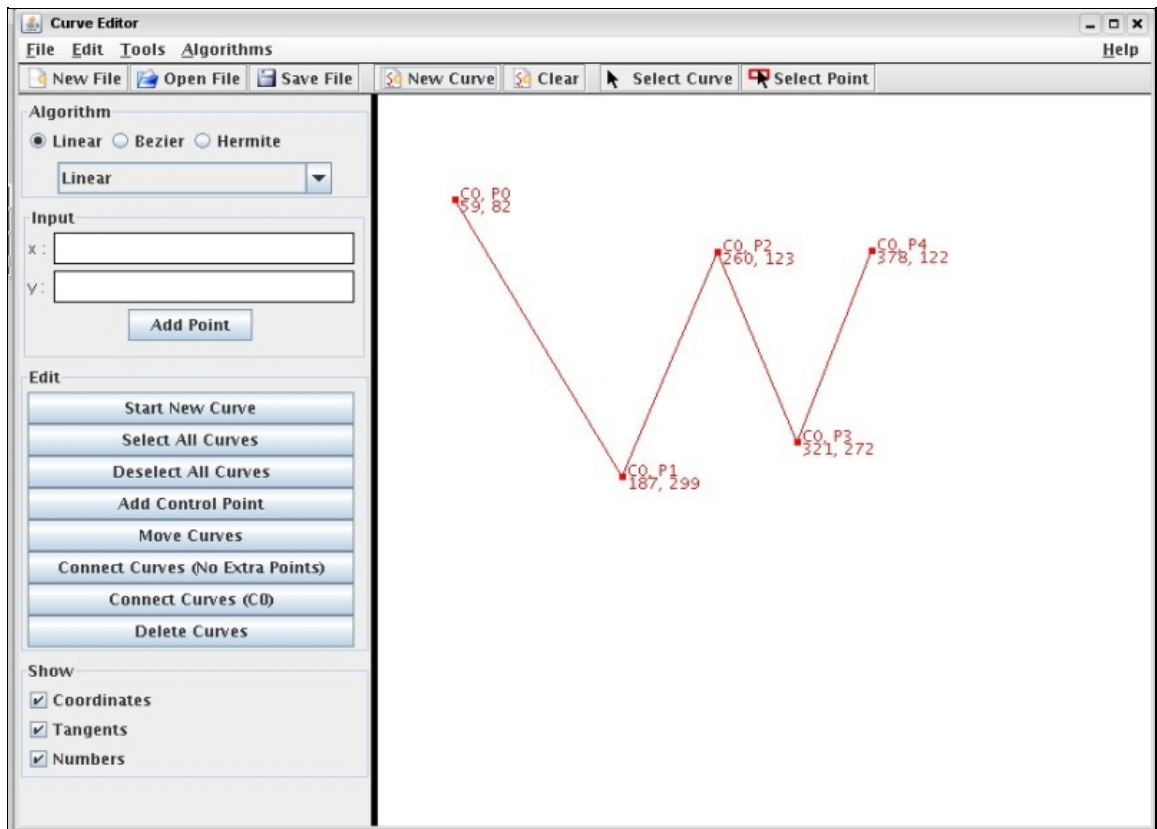 Curve Editor
File Edit Tools Algorithms Help
New File Open File Save File New Curve Clear Select Curve Select Point
Algorithm
Linear Bezier Hermite
Linear
Input
x :
y :
Add Point
Edit
Start New Curve
Select All Curves
Deselect All Curves
Add Control Point
Move Curves
Connect Curves (No Extra Points)
Connect Curves (C0)
Delete Curves
Show
Coordinates
Tangents
Numbers
C0, P0
59, 82
C0, P2
260, 123
C0, P4
378, 122
C0, P3
321, 272
C0, P1
187, 299